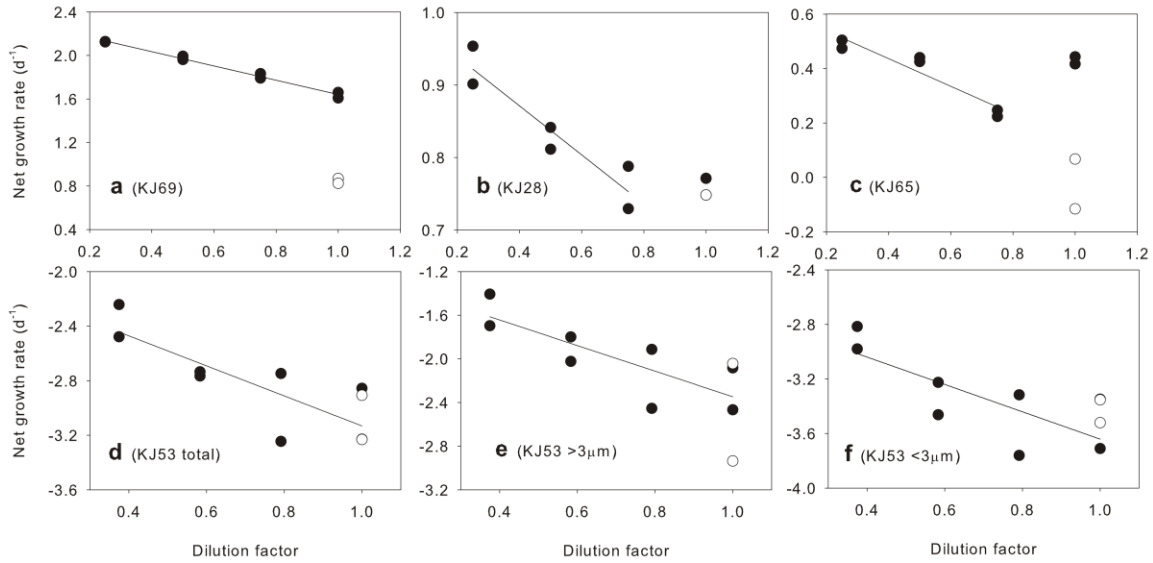 Net growth rate (d⁻¹)
2.4
2.0
1.6
1.2
0.8
0.4
a (KJ69)
0.2 0.4 0.6 0.8 1.0 1.2
1.0
0.9
0.8
0.7
b (KJ28)
0.2 0.4 0.6 0.8 1.0 1.2
0.6
0.4
0.2
0.0
-0.2
c (KJ65)
0.2 0.4 0.6 0.8 1.0 1.2
Net growth rate (d⁻¹)
-2.0
-2.4
-2.8
-3.2
-3.6
d (KJ53 total)
0.4 0.6 0.8 1.0
Dilution factor
-1.2
-1.6
-2.0
-2.4
-2.8
-3.2
e (KJ53 >3μm)
0.4 0.6 0.8 1.0
Dilution factor
-2.4
-2.8
-3.2
-3.6
-4.0
f (KJ53 <3μm)
0.4 0.6 0.8 1.0
Dilution factor